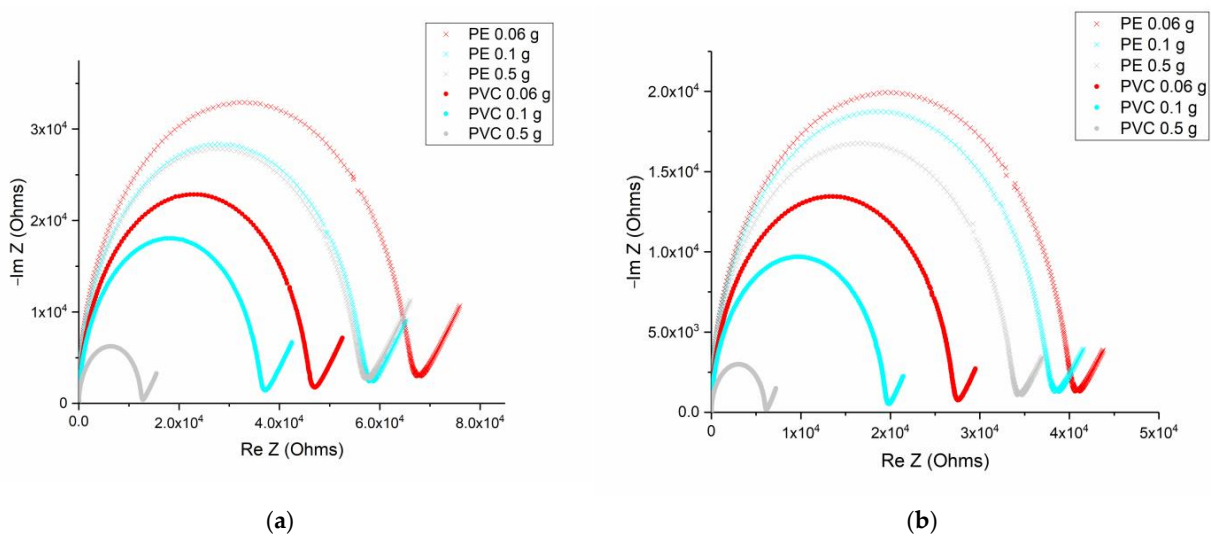 PE 0.06 g
PE 0.1 g
PE 0.5 g
PVC 0.06 g
PVC 0.1 g
PVC 0.5 g
−Im Z (Ohms)
3x10⁴
2x10⁴
1x10⁴
0
0.0 2.0x10⁴ 4.0x10⁴ 6.0x10⁴ 8.0x10⁴
Re Z (Ohms)
(a)
PE 0.06 g
PE 0.1 g
PE 0.5 g
PVC 0.06 g
PVC 0.1 g
PVC 0.5 g
−Im Z (Ohms)
2.0x10⁴
1.5x10⁴
1.0x10⁴
5.0x10³
0.0
0 1x10⁴ 2x10⁴ 3x10⁴ 4x10⁴ 5x10⁴
Re Z (Ohms)
(b)